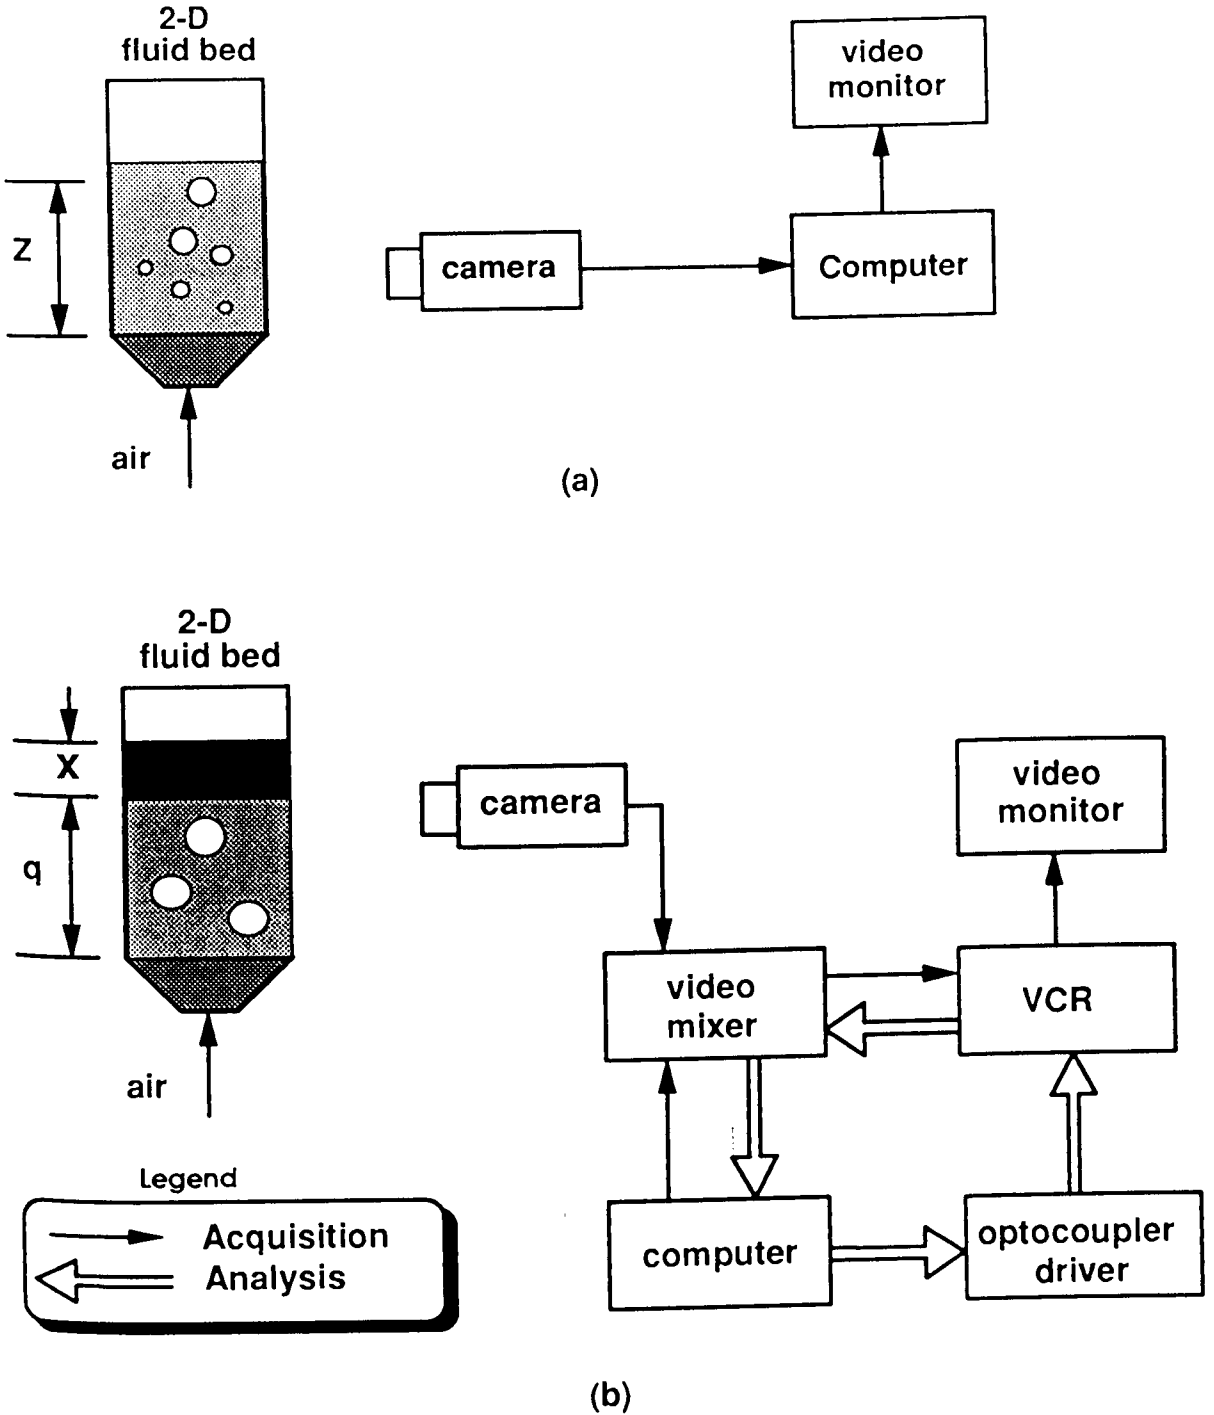 2-D
fluid bed
video
monitor
Z
camera
Computer
air
(a)
2-D
fluid bed
X
q
camera
video
monitor
video
mixer
VCR
air
Legend
Acquisition
Analysis
computer
optocoupler
driver
(b)